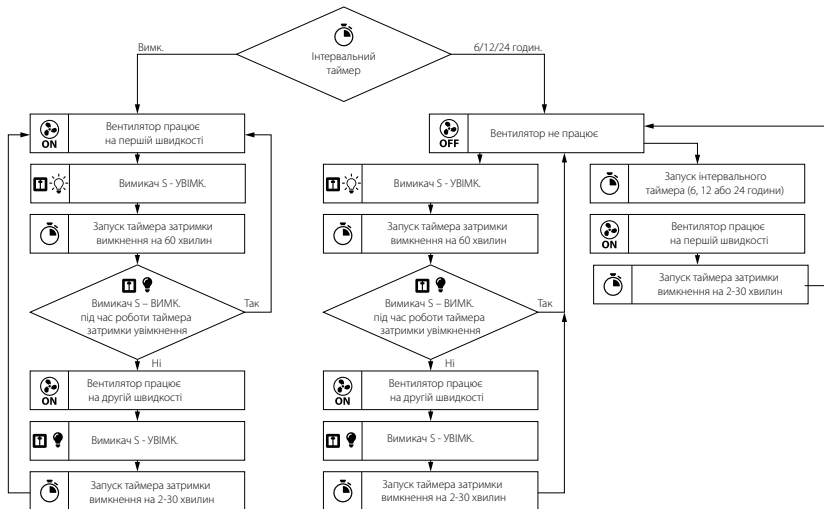 Інтервальний
таймер
Вимк.
6/12/24 годин.
ON
Вентилятор працює
на першій швидкості
Вимикач S - УВІМК.
Запуск таймера затримки
вимкнення на 60 хвилин
Вимикач S – ВИМК.
під час роботи таймера
затримки увімкнення
Так
Ні
ON
Вентилятор працює
на другій швидкості
Вимикач S - УВІМК.
Запуск таймера затримки
вимкнення на 2-30 хвилин
OFF
Вентилятор не працює
Вимикач S - УВІМК.
Запуск таймера затримки
вимкнення на 60 хвилин
Вимикач S – ВИМК.
під час роботи таймера
затримки увімкнення
Так
Ні
ON
Вентилятор працює
на другій швидкості
Вимикач S - УВІМК.
Запуск таймера затримки
вимкнення на 2-30 хвилин
Запуск інтервального
таймера (6, 12 або 24 години)
ON
Вентилятор працює
на першій швидкості
Запуск таймера затримки
вимкнення на 2-30 хвилин